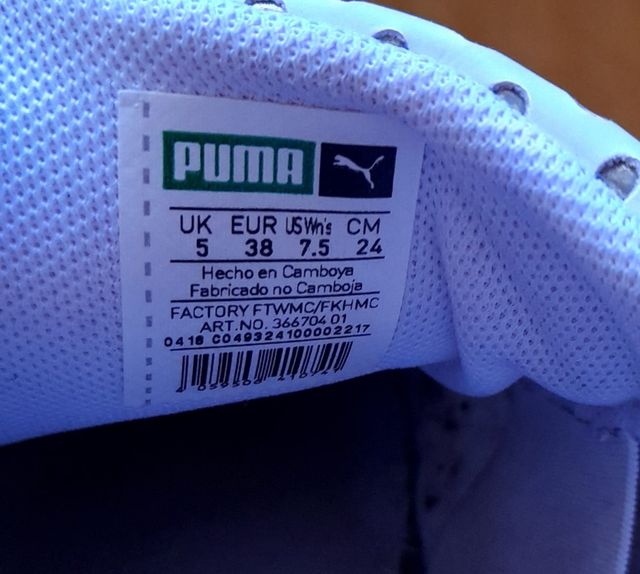 PUMA
UK EUR US Wn's CM
5 38 7.5 24
Hecho en Camboya
Fabricado no Camboja
FACTORY FTWMC/FKHMC
ART.NO. 366704 01
0418 C049324100002217